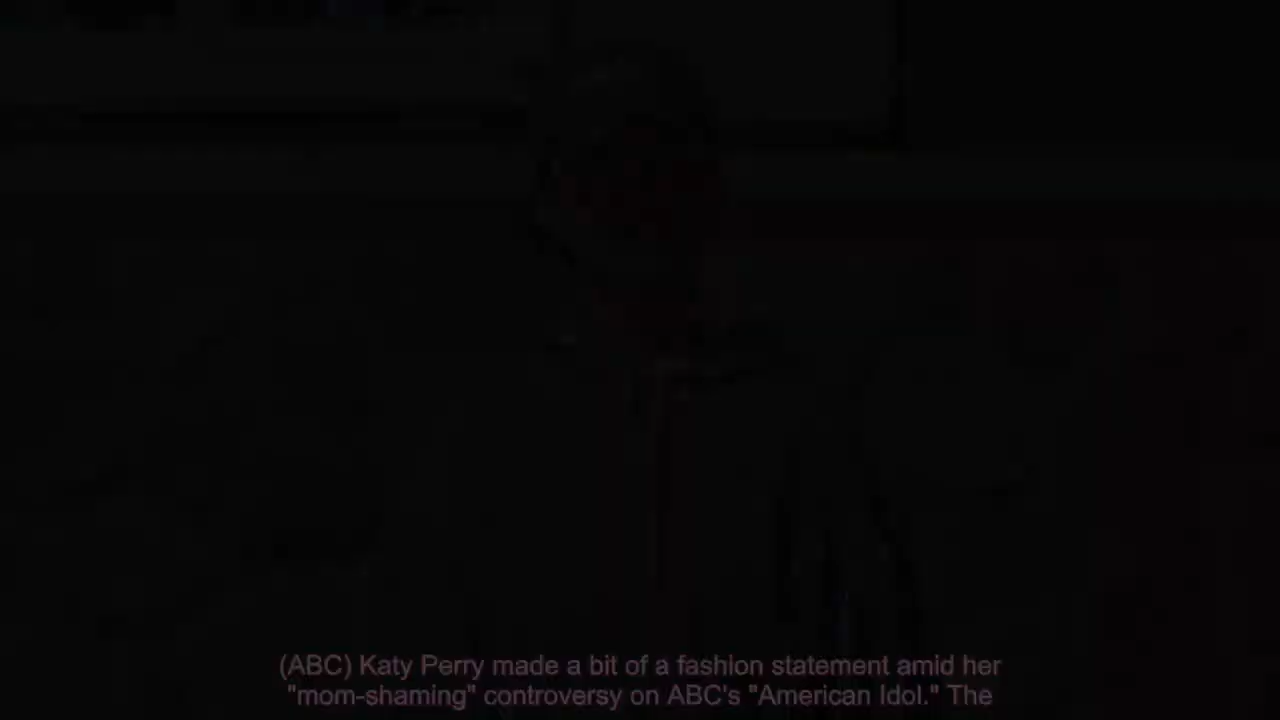 (ABC) Katy Perry made a bit of a fashion statement amid her
"mom-shaming" controversy on ABC's "American Idol." The